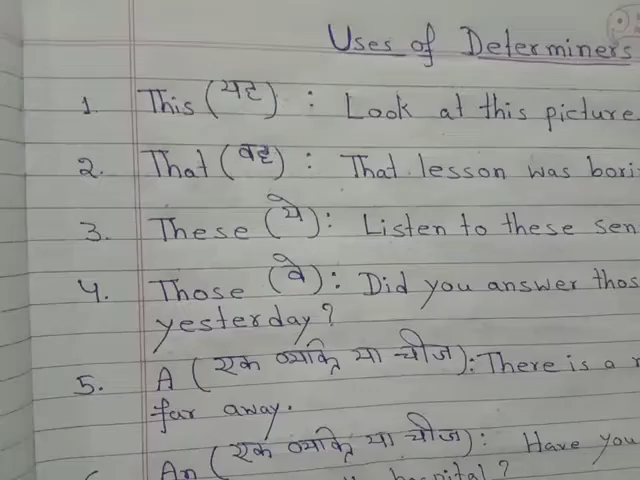 Uses of Determiners
1. This (यह) : Look at this picture.
2. That (वह) : That lesson was
3. These (ये) : Listen to these
4. Those (वे) : Did you answer
yesterday?
5. A (एक व्यक्ति या चीज) : There is a
far away.
An (एक व्यक्ति या चीज) : Have you
hospital?